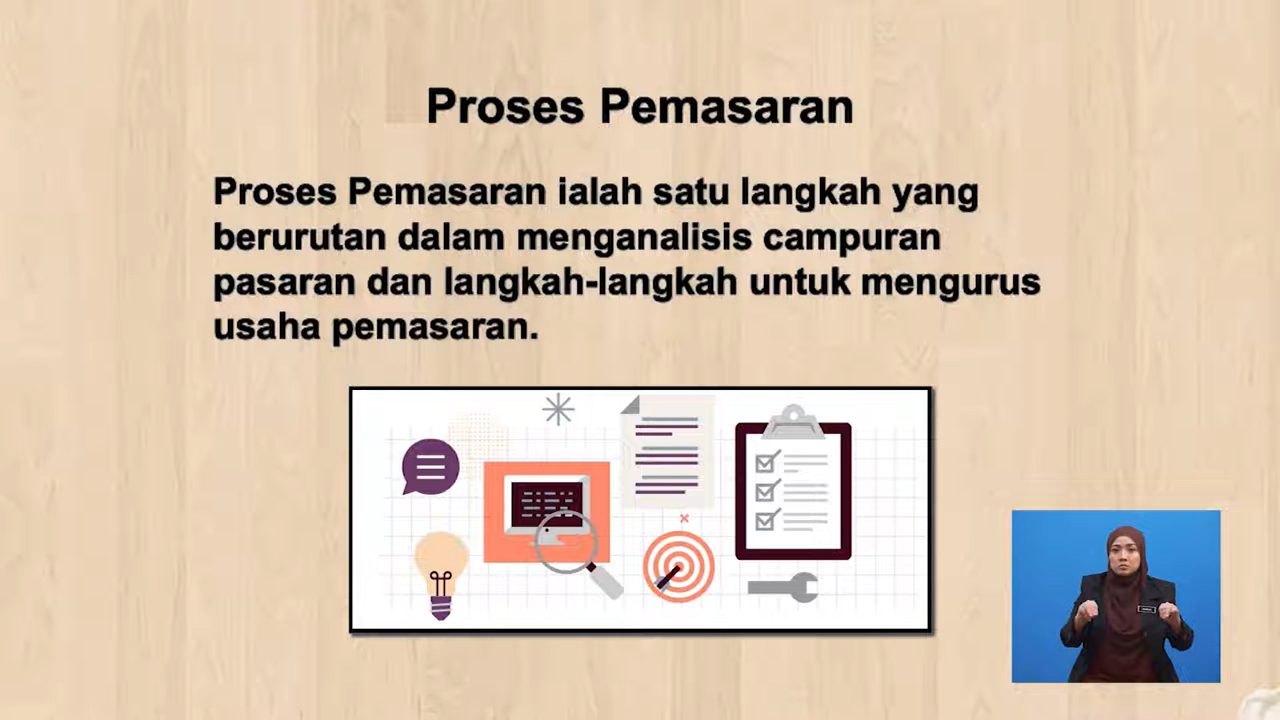 Proses Pemasaran
Proses Pemasaran ialah satu langkah yang
berurutan dalam menganalisis campuran
pasaran dan langkah-langkah untuk mengurus
usaha pemasaran.